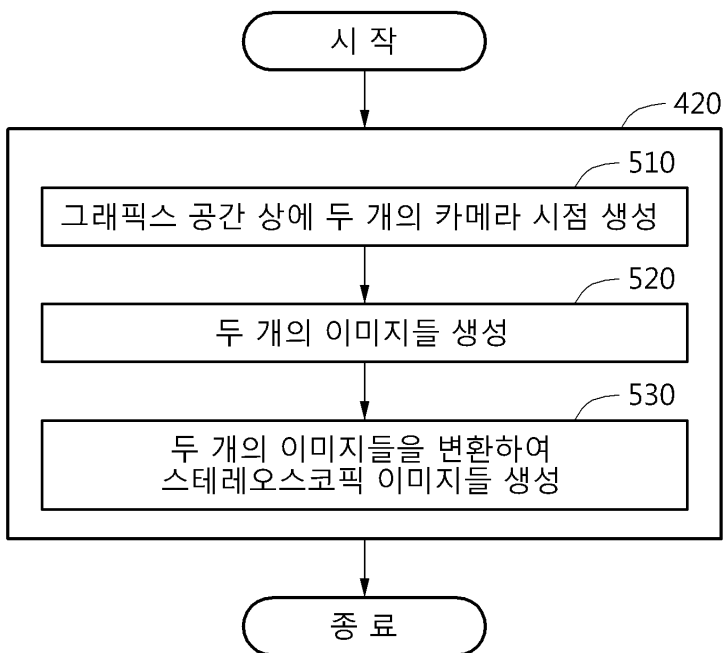 시 작
420
510
그래픽스 공간 상에 두 개의 카메라 시점 생성
520
두 개의 이미지들 생성
530
두 개의 이미지들을 변환하여
스테레오스코픽 이미지들 생성
종 료